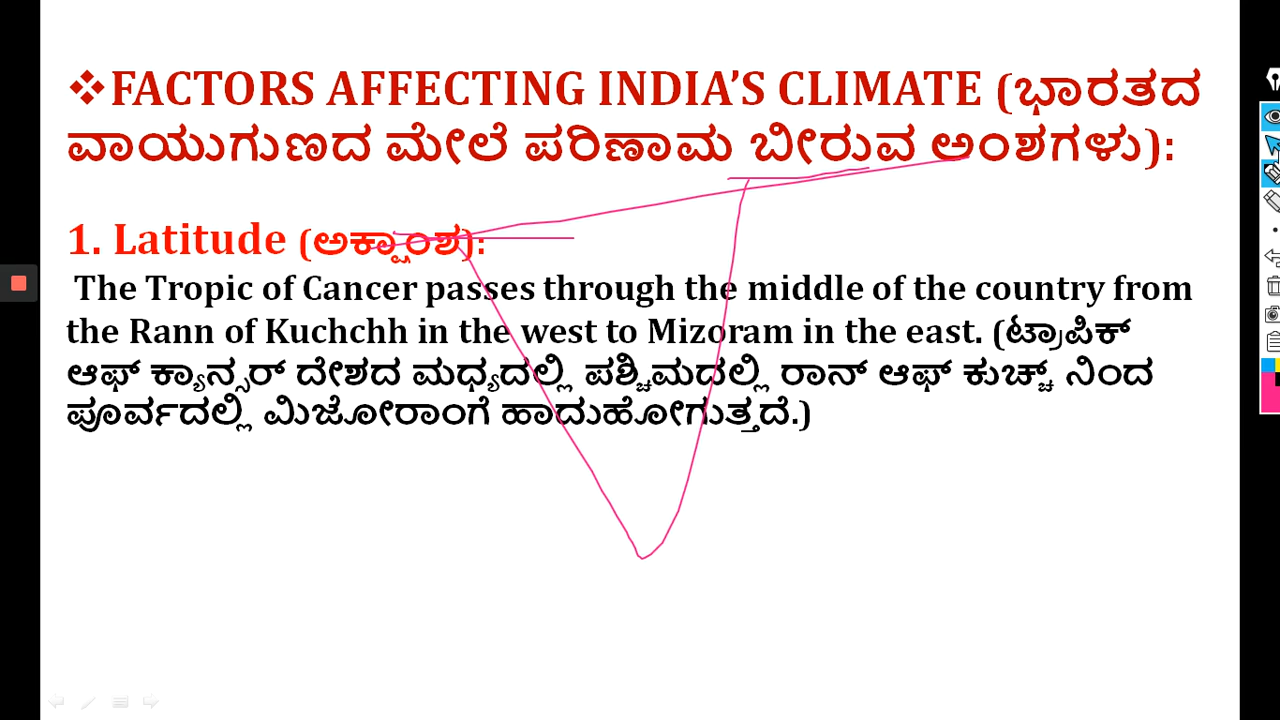 ❖FACTORS AFFECTING INDIA’S CLIMATE (ಭಾರತದ
ವಾಯುಗುಣದ ಮೇಲೆ ಪರಿಣಾಮ ಬೀರುವ ಅಂಶಗಳು):
1. Latitude (ಅಕ್ಷಾಂಶ):
The Tropic of Cancer passes through the middle of the country from
the Rann of Kuchchh in the west to Mizoram in the east. (ಟ್ರಾಪಿಕ್
ಆಫ್ ಕ್ಯಾನ್ಸರ್ ದೇಶದ ಮಧ್ಯದಲ್ಲಿ ಪಶ್ಚಿಮದಲ್ಲಿ ರಾನ್ ಆಫ್ ಕುಚ್ಚ್ ನಿಂದ
ಪೂರ್ವದಲ್ಲಿ ಮಿಜೋರಾಂಗೆ ಹಾದುಹೋಗುತ್ತದೆ.)